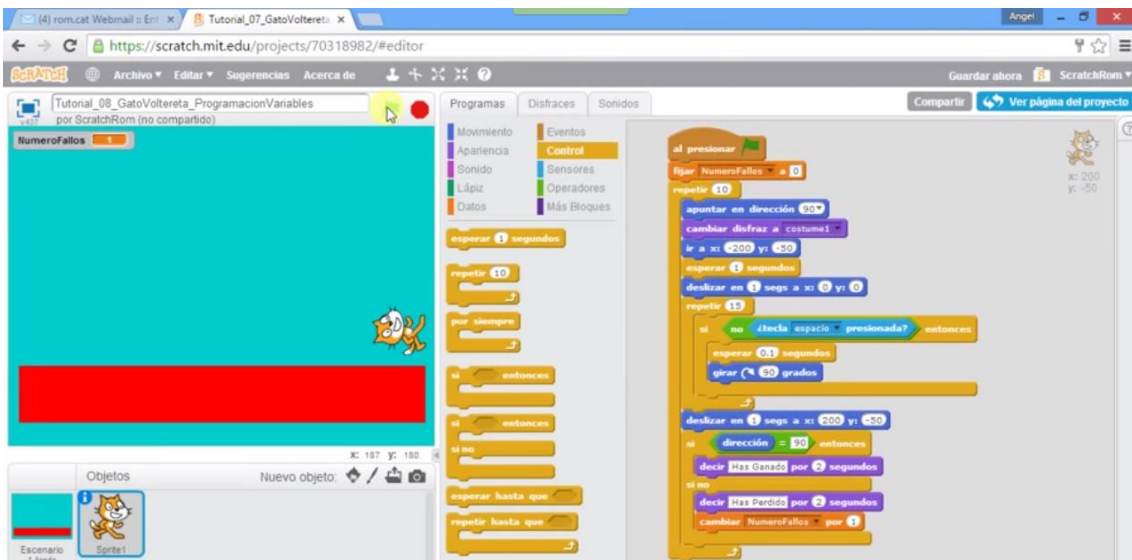 (4) rom.cat Webmail :: En
Tutorial_07_GatoVoltereta
Angel
https://scratch.mit.edu/projects/70318982/#editor
SCRATCH Archivo Editar Sugerencias Acerca de Guardar ahora ScratchRom
Tutorial_08_GatoVoltereta_ProgramacionVariables
por ScratchRom (no compartido)
v437
NumeroFallos 1
Programas Disfraces Sonidos
Compartir Ver página del proyecto
Movimiento Eventos
Apariencia Control
Sonido Sensores
Lápiz Operadores
Datos Más Bloques
esperar 1 segundos
repetir 10
por siempre
si entonces
si entonces
si no
esperar hasta que
repetir hasta que
al presionar
fijar NumeroFallos a 0
repetir 10
apuntar en dirección 90
cambiar disfraz a costume1
ir a x: -200 y: -50
esperar 1 segundos
deslizar en 1 segs a x: 0 y: 0
repetir 15
si no ¿tecla espacio presionada? entonces
esperar 0.1 segundos
girar 90 grados
deslizar en 1 segs a x: 200 y: -50
si dirección = 90 entonces
decir Has Ganado por 2 segundos
si no
decir Has Perdido por 2 segundos
cambiar NumeroFallos por 1
x: 200
y: -50
X: 187 y: 180
Objetos Nuevo objeto:
Escenario
Sprite1